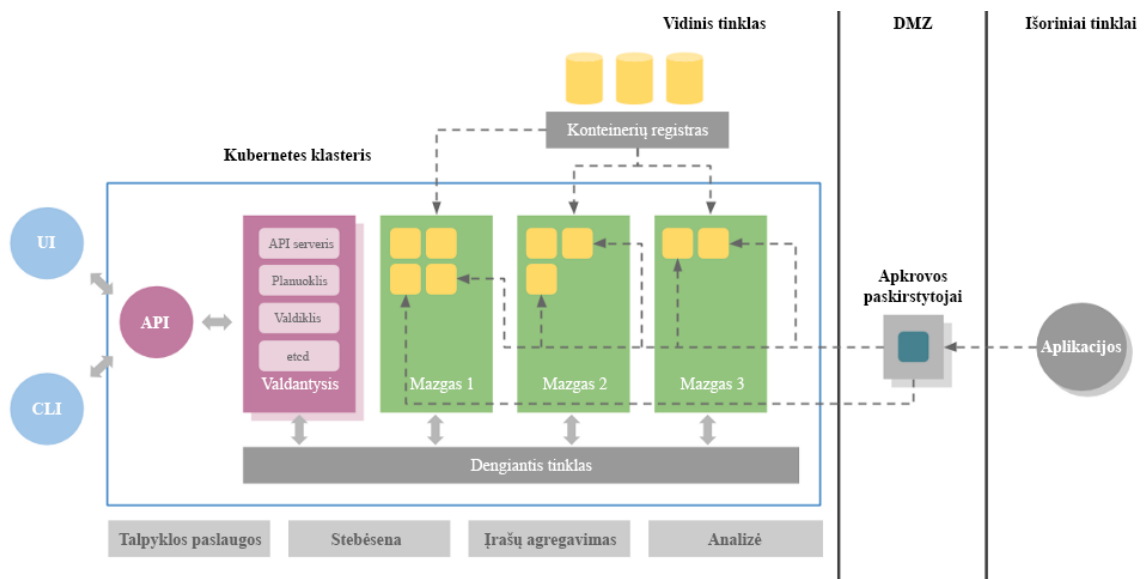 Vidinis tinklas
DMZ
Išoriniai tinklai
Konteinerių registras
Kubernetes klasteris
UI
API
CLI
API serveris
Planuoklis
Valdiklis
etcd
Valdantysis
Mazgas 1
Mazgas 2
Mazgas 3
Apkrovos
paskirstytojai
Aplikacijos
Dengiantis tinklas
Talpyklos paslaugos
Stebėsena
Įrašų agregavimas
Analizė